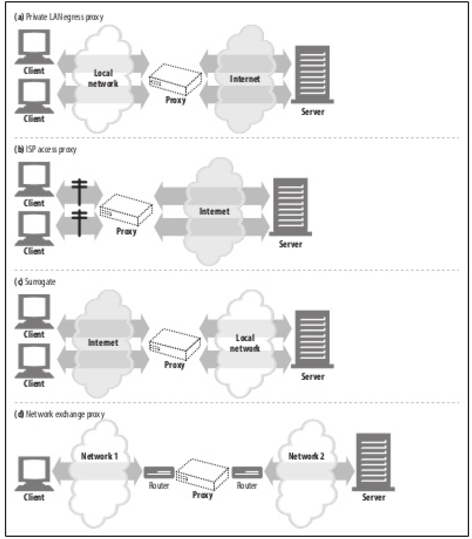 (a) Private LAN egress proxy
Client
Local
network
Proxy
Internet
Server
Client
(b) ISP access proxy
Client
Internet
Proxy
Server
Client
(c) Surrogate
Client
Internet
Proxy
Local
network
Server
Client
(d) Network exchange proxy
Network 1
Network 2
Client
Router
Proxy
Router
Server